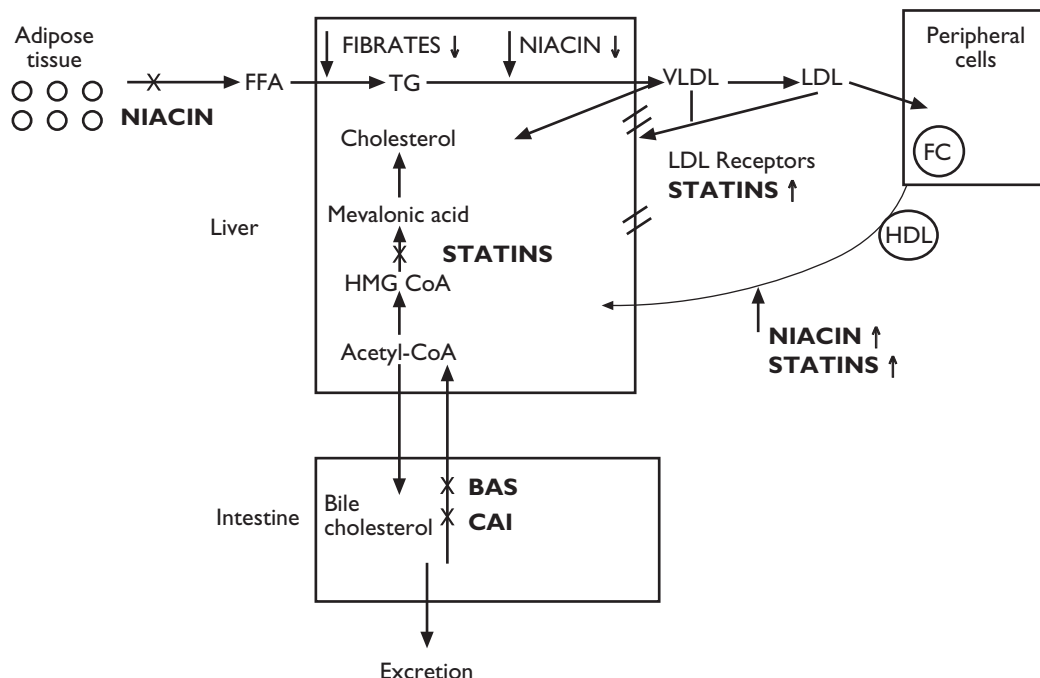 Adipose
tissue
NIACIN
FFA
FIBRATES ↓
NIACIN ↓
TG
VLDL
LDL
Peripheral
cells
FC
HDL
LDL Receptors
STATINS ↑
Liver
Cholesterol
Mevalonic acid
STATINS
HMG CoA
Acetyl-CoA
NIACIN ↑
STATINS ↑
Intestine
Bile
cholesterol
BAS
CAI
Excretion